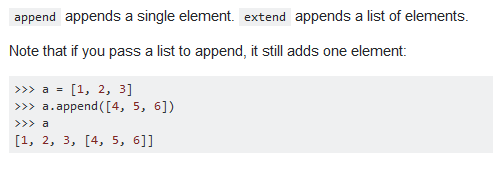 append appends a single element. extend appends a list of elements.
Note that if you pass a list to append, it still adds one element:
>>> a = [1, 2, 3]
>>> a.append([4, 5, 6])
>>> a
[1, 2, 3, [4, 5, 6]]